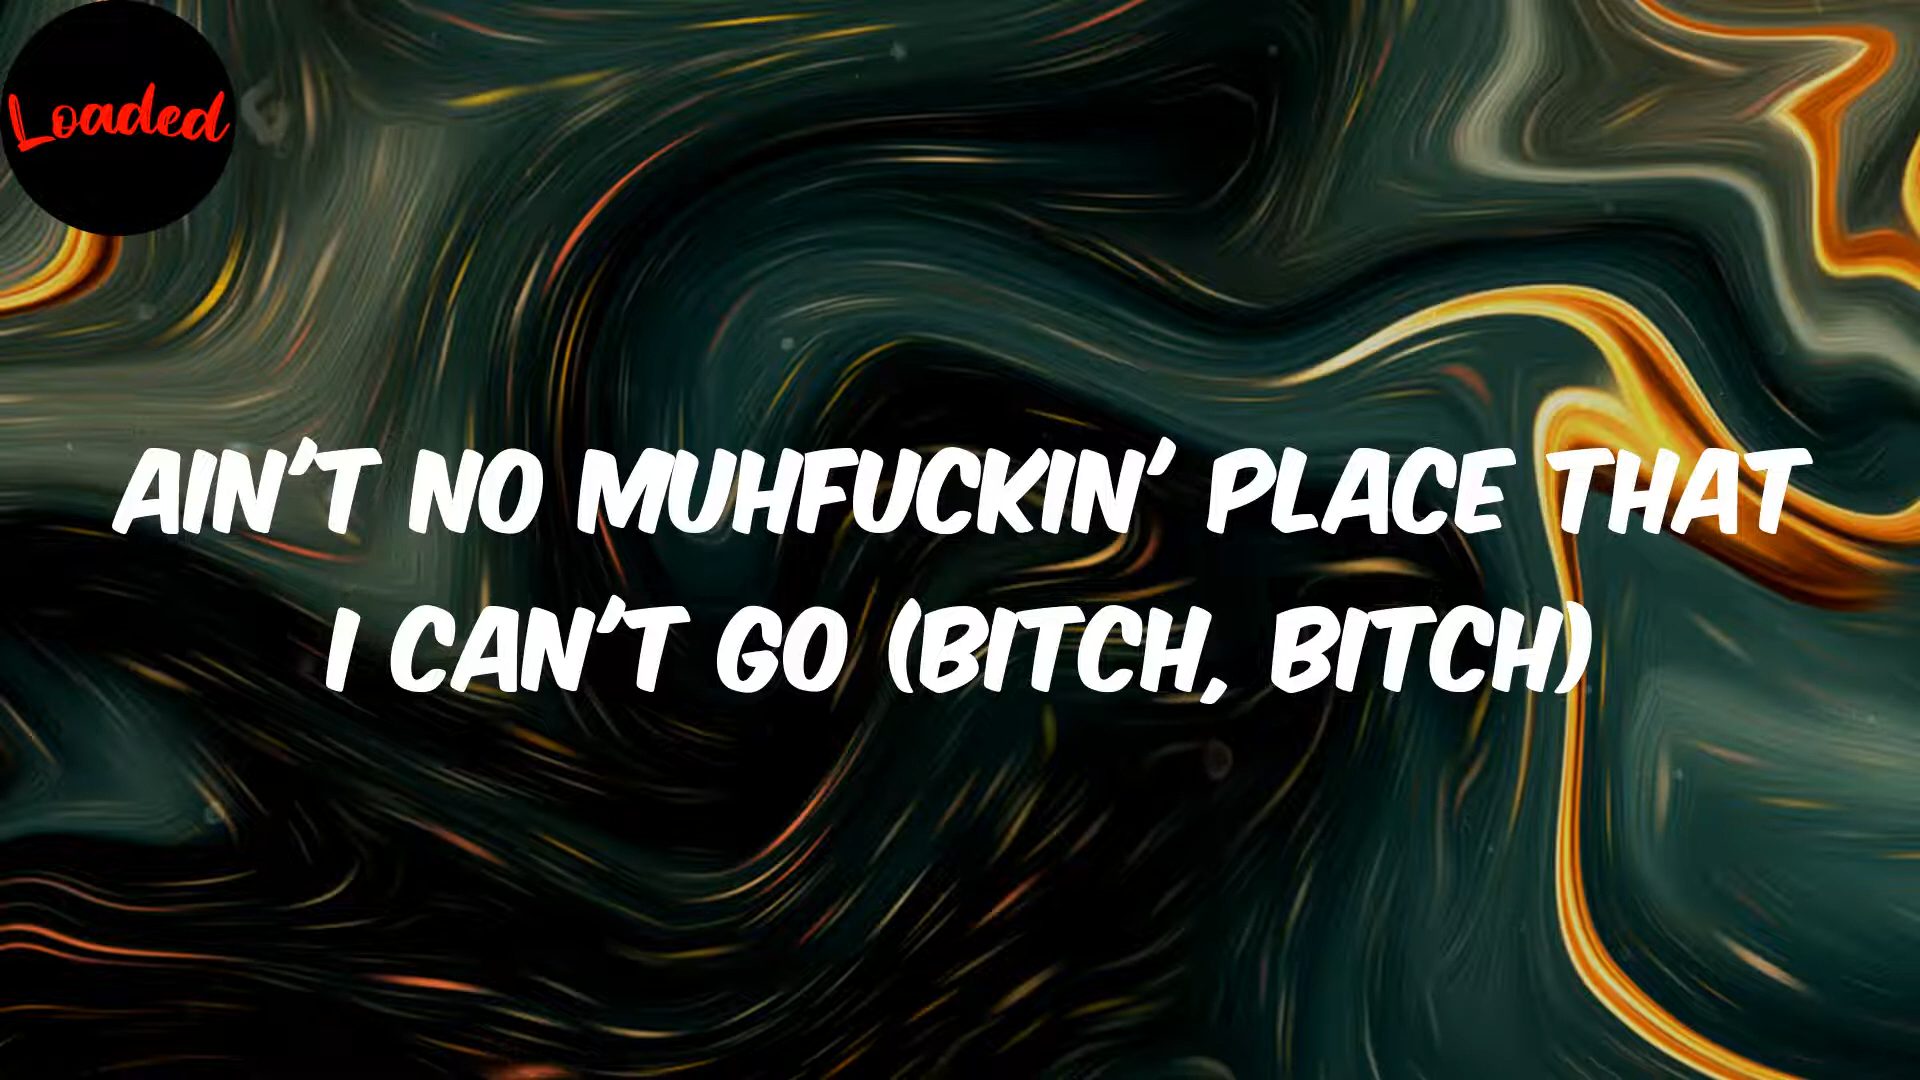 Loaded
AIN'T NO MUHFUCKIN' PLACE THAT
I CAN'T GO (BITCH, BITCH)